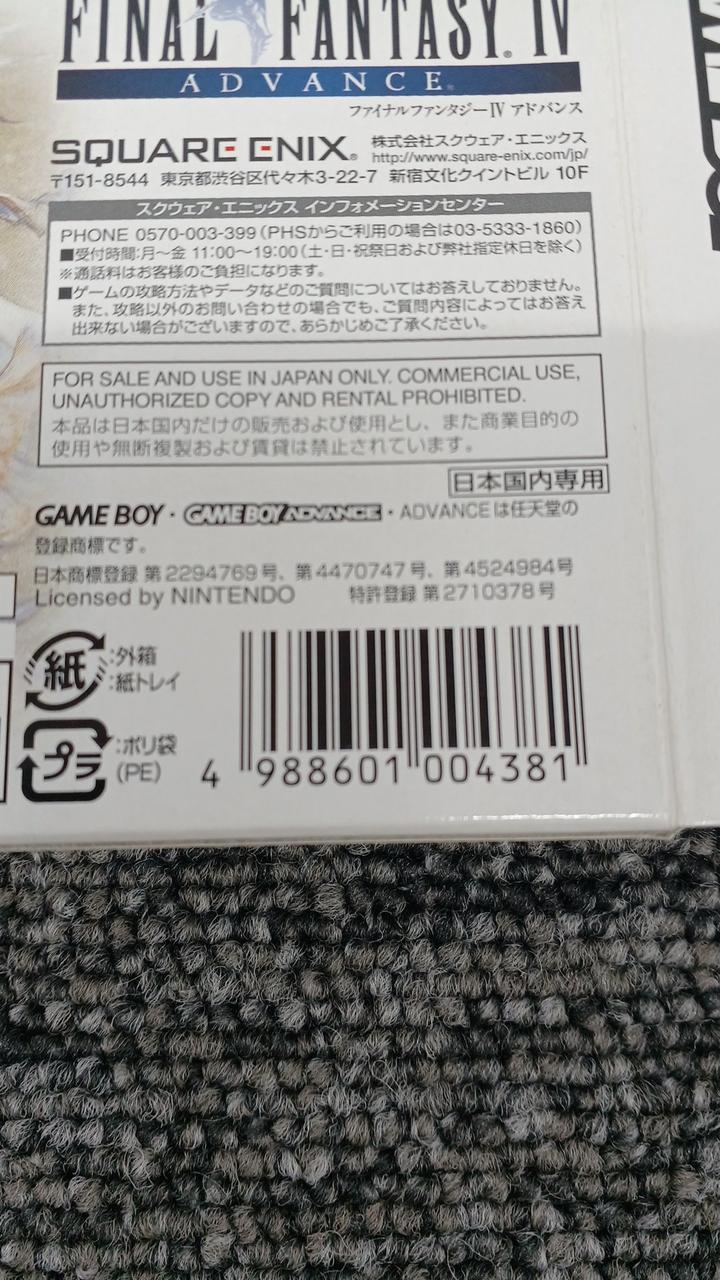 FINAL FANTASY® IV
ADVANCE®
ファイナルファンタジーIV アドバンス
SQUARE ENIX® 株式会社スクウェア・エニックス
http://www.square-enix.com/jp/
〒151-8544 東京都渋谷区代々木3-22-7 新宿文化クイントビル 10F
スクウェア・エニックス インフォメーションセンター
PHONE 0570-003-399(PHSからご利用の場合は03-5333-1860)
■受付時間:月〜金 11:00〜19:00(土・日・祝祭日および弊社指定休日を除く)
※通話料はお客様のご負担になります。
■ゲームの攻略方法やデータなどのご質問についてはお答えしておりません。
また、攻略以外のお問い合わせの場合でも、ご質問内容によってはお答え
出来ない場合がございますので、あらかじめご了承ください。
FOR SALE AND USE IN JAPAN ONLY. COMMERCIAL USE,
UNAUTHORIZED COPY AND RENTAL PROHIBITED.
本品は日本国内だけの販売および使用とし、また商業目的の
使用や無断複製および賃貸は禁止されています。
日本国内専用
GAME BOY・GAME BOY ADVANCE・ADVANCEは任天堂の
登録商標です。
日本商標登録 第2294769号、第4470747号、第4524984号
Licensed by NINTENDO 特許登録 第2710378号
紙 :外箱
:紙トレイ
プラ :ポリ袋
(PE)
4 988601 004381